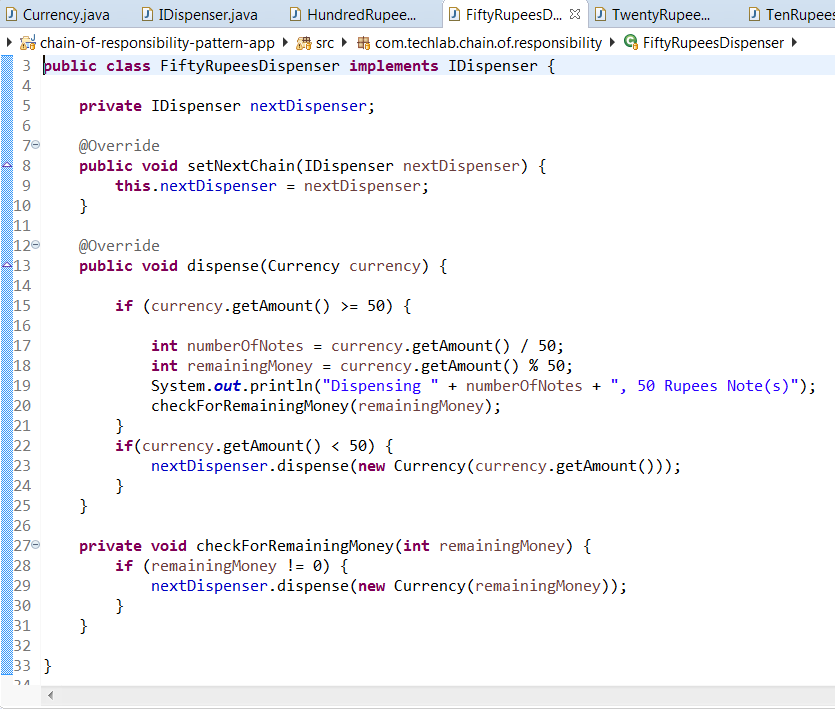 Currency.java IDispenser.java HundredRupee... FiftyRupeesD... TwentyRupee... TenRupees
chain-of-responsibility-pattern-app src com.techlab.chain.of.responsibility FiftyRupeesDispenser
3 public class FiftyRupeesDispenser implements IDispenser {
4
5     private IDispenser nextDispenser;
6
7     @Override
8     public void setNextChain(IDispenser nextDispenser) {
9         this.nextDispenser = nextDispenser;
10     }
11
12     @Override
13     public void dispense(Currency currency) {
14
15         if (currency.getAmount() >= 50) {
16
17             int numberOfNotes = currency.getAmount() / 50;
18             int remainingMoney = currency.getAmount() % 50;
19             System.out.println("Dispensing " + numberOfNotes + ", 50 Rupees Note(s)");
20             checkForRemainingMoney(remainingMoney);
21         }
22         if(currency.getAmount() < 50) {
23             nextDispenser.dispense(new Currency(currency.getAmount()));
24         }
25     }
26
27     private void checkForRemainingMoney(int remainingMoney) {
28         if (remainingMoney != 0) {
29             nextDispenser.dispense(new Currency(remainingMoney));
30         }
31     }
32
33 }
34